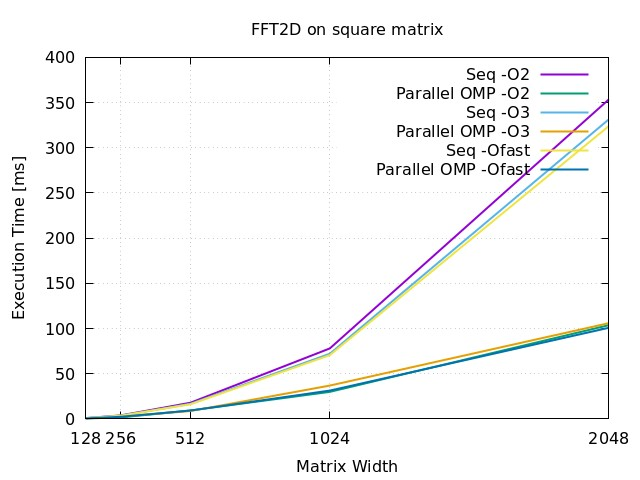 FFT2D on square matrix
400
350
300
250
200
150
100
50
0
Execution Time [ms]
Seq -O2
Parallel OMP -O2
Seq -O3
Parallel OMP -O3
Seq -Ofast
Parallel OMP -Ofast
128 256 512 1024 2048
Matrix Width